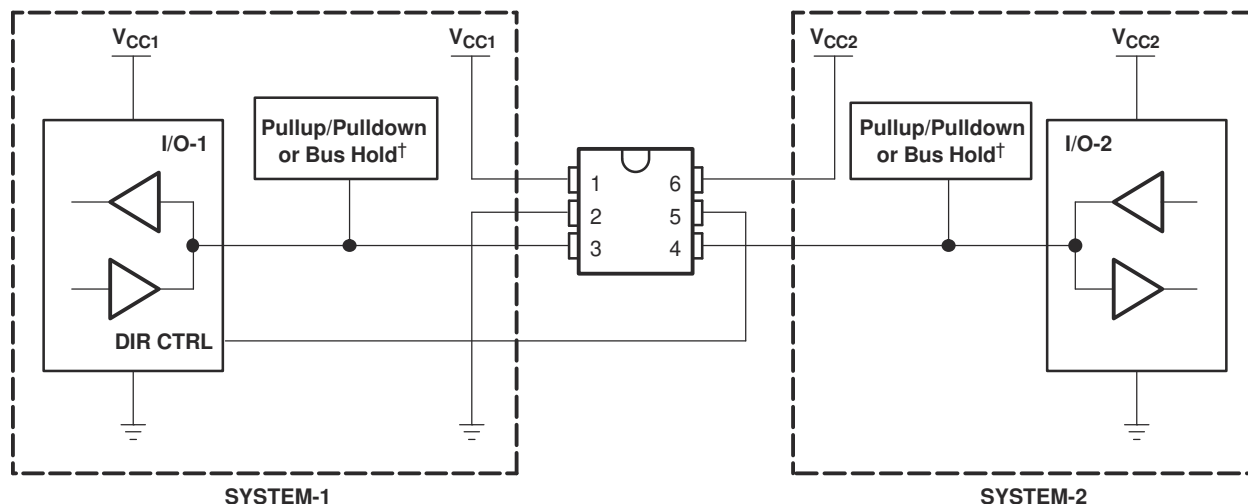 VCC1
VCC1
VCC2
VCC2
I/O-1
Pullup/Pulldown
or Bus Hold†
Pullup/Pulldown
or Bus Hold†
I/O-2
1
6
2
5
3
4
DIR CTRL
SYSTEM-1
SYSTEM-2